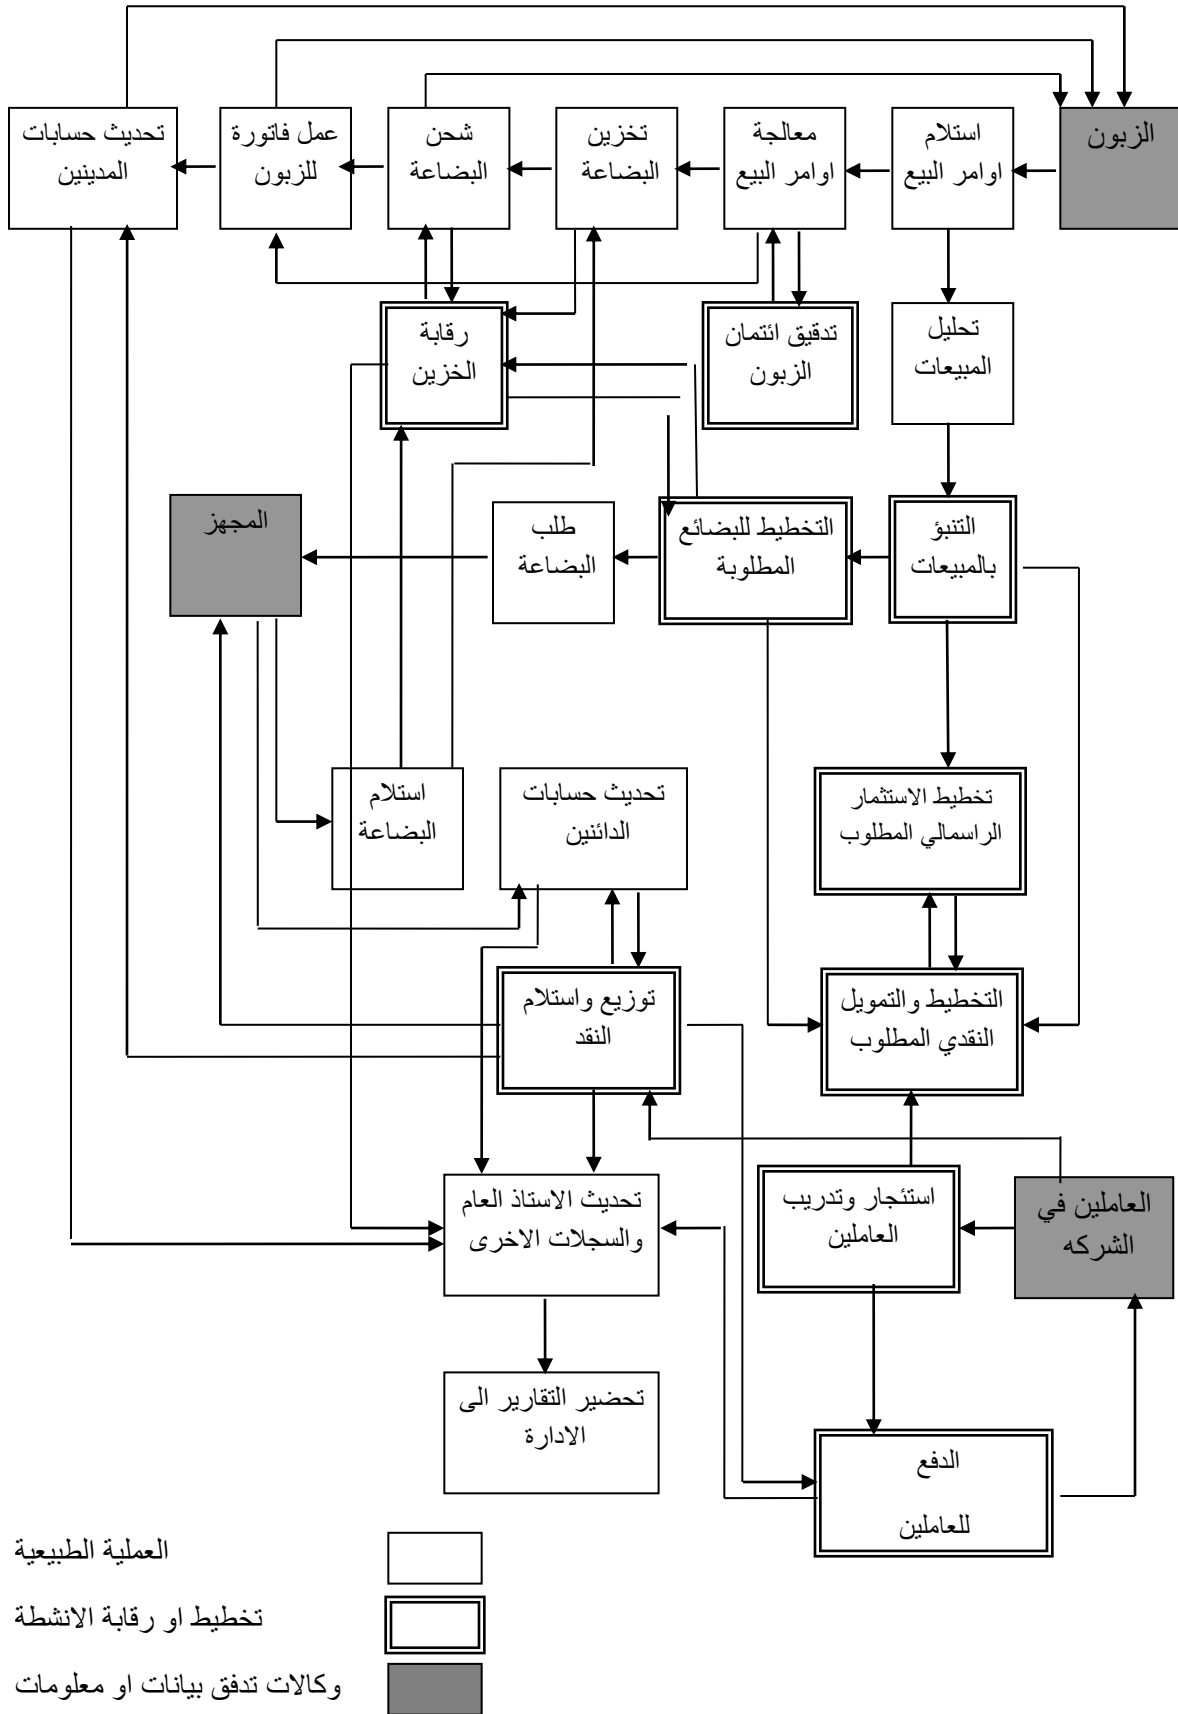 الزبون
استلام
اوامر البيع
معالجة
اوامر البيع
تخزين
البضاعة
شحن
البضاعة
عمل فاتورة
للزبون
تحديث حسابات
المدينين
تحليل
المبيعات
تدقيق ائتمان
الزبون
رقابة
الخزين
التنبؤ
بالمبيعات
التخطيط للبضائع
المطلوبة
طلب
البضاعة
المجهز
تخطيط الاستثمار
الراسمالي المطلوب
تحديث حسابات
الدائنين
استلام
البضاعة
التخطيط والتمويل
النقدي المطلوب
توزيع واستلام
النقد
العاملين في
الشركه
استئجار وتدريب
العاملين
تحديث الاستاذ العام
والسجلات الاخرى
تحضير التقارير الى
الادارة
الدفع
للعاملين
العملية الطبيعية
تخطيط او رقابة الانشطة
وكالات تدفق بيانات او معلومات